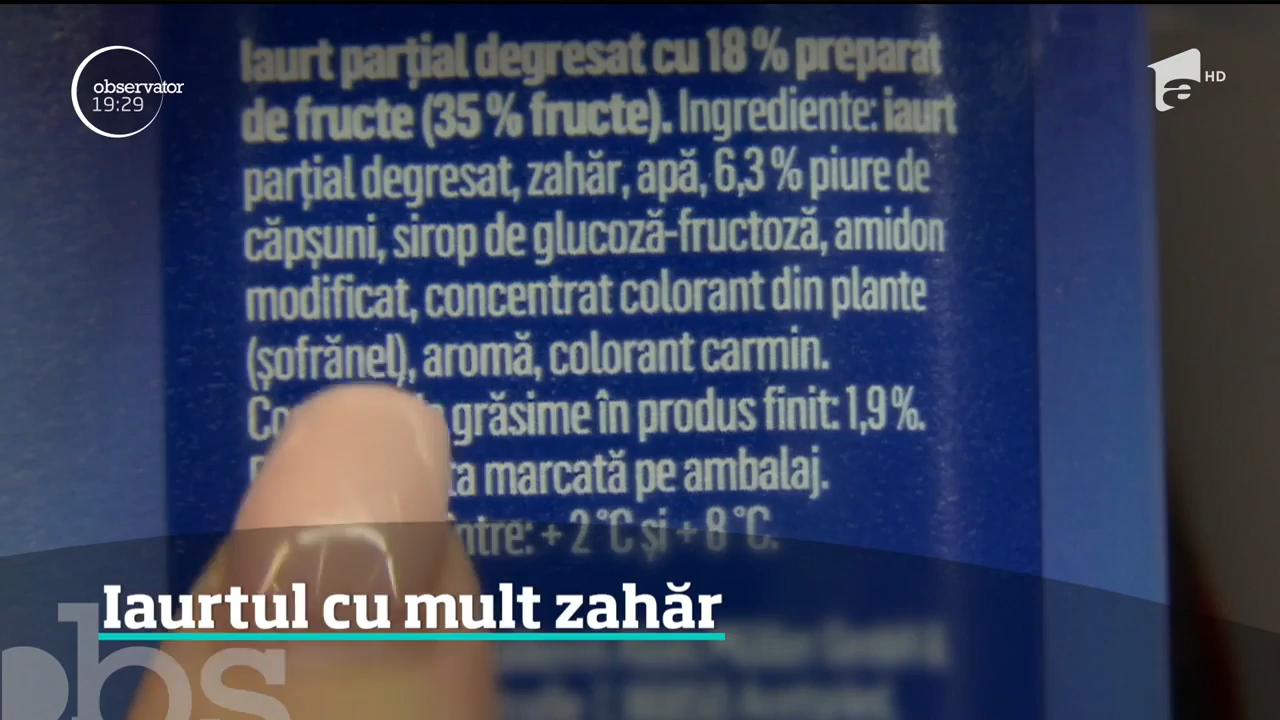 observator
19:29
HD
Iaurt parțial degresat cu 18 % preparat
de fructe (35 % fructe). Ingrediente: iaurt
parțial degresat, zahăr, apă, 6,3 % piure de
căpșuni, sirop de glucoză-fructoză, amidon
modificat, concentrat colorant din plante
(șofrănel), aromă, colorant carmin.
grăsime în produs finit: 1,9 %.
marcată pe ambalaj.
+ 2 °C și + 8 °C.
Iaurtul cu mult zahăr
bs